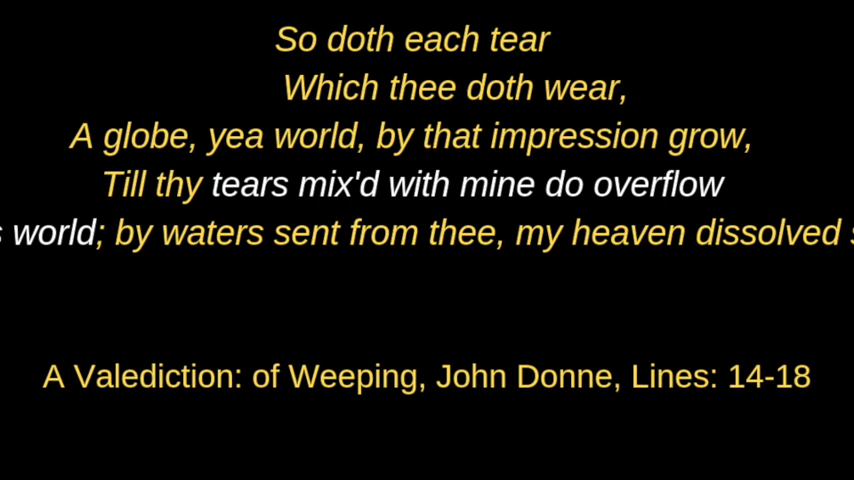 So doth each tear
Which thee doth wear,
A globe, yea world, by that impression grow,
Till thy tears mix'd with mine do overflow
world; by waters sent from thee, my heaven dissolved
A Valediction: of Weeping, John Donne, Lines: 14-18